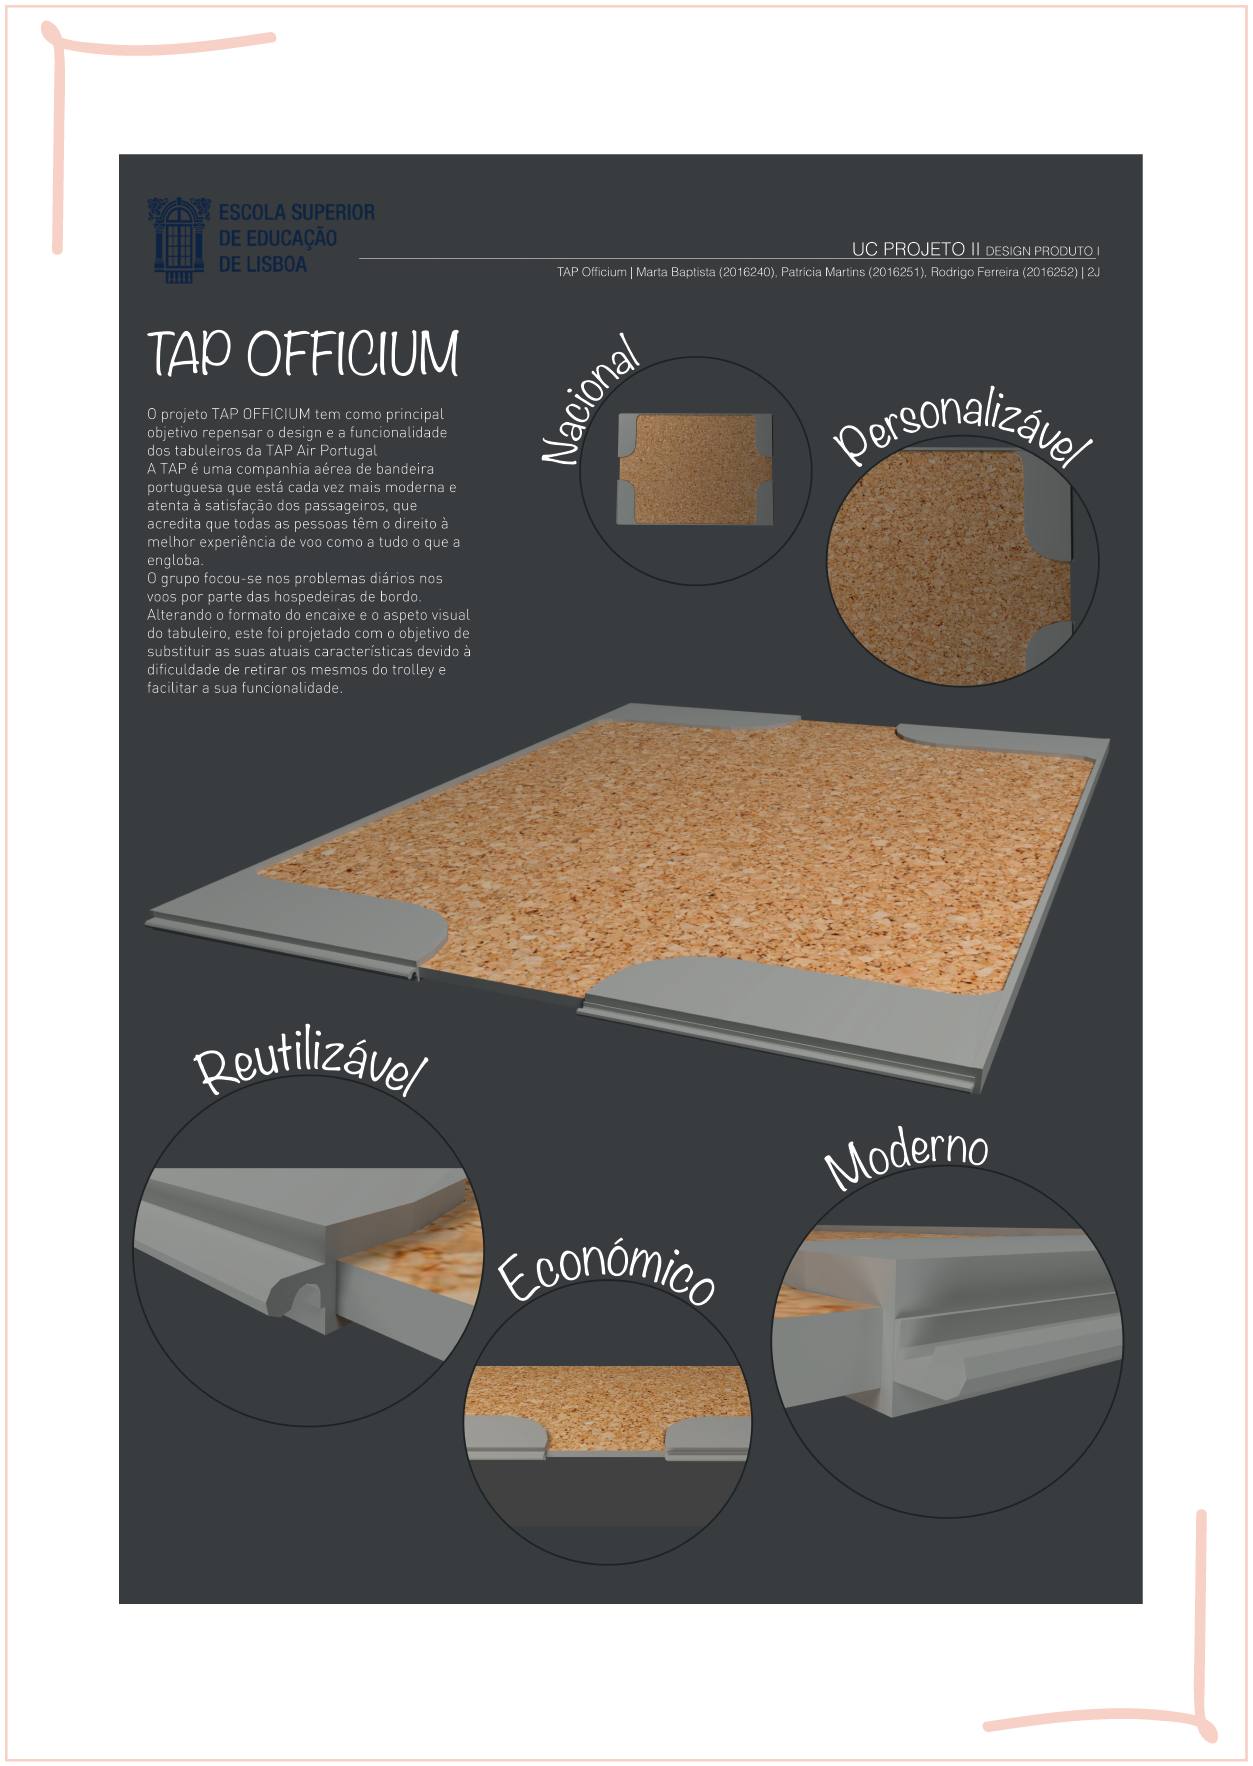 ESCOLA SUPERIOR
DE EDUCAÇÃO
DE LISBOA
UC PROJETO II DESIGN PRODUTO I
TAP Officium | Marta Baptista (2016240), Patricia Martins (2016251), Rodrigo Ferreira (2016252) | 2J
TAP OFFICIUM
O projeto TAP OFFICIUM tem como principal
objetivo repensar o design e a funcionalidade
dos tabuleiros da TAP Air Portugal
A TAP é uma companhia aérea de bandeira
portuguesa que está cada vez mais moderna e
atenta à satisfação dos passageiros, que
acredita que todas as pessoas têm o direito à
melhor experiência de voo como a tudo o que a
engloba.
O grupo focou-se nos problemas diários nos
voos por parte das hospedeiras de bordo.
Alterando o formato do encaixe e o aspeto visual
do tabuleiro, este foi projetado com o objetivo de
substituir as suas atuais características devido à
dificuldade de retirar os mesmos do trolley e
facilitar a sua funcionalidade.
Nacional
Personalizável
Reutilizável
Moderno
Económico